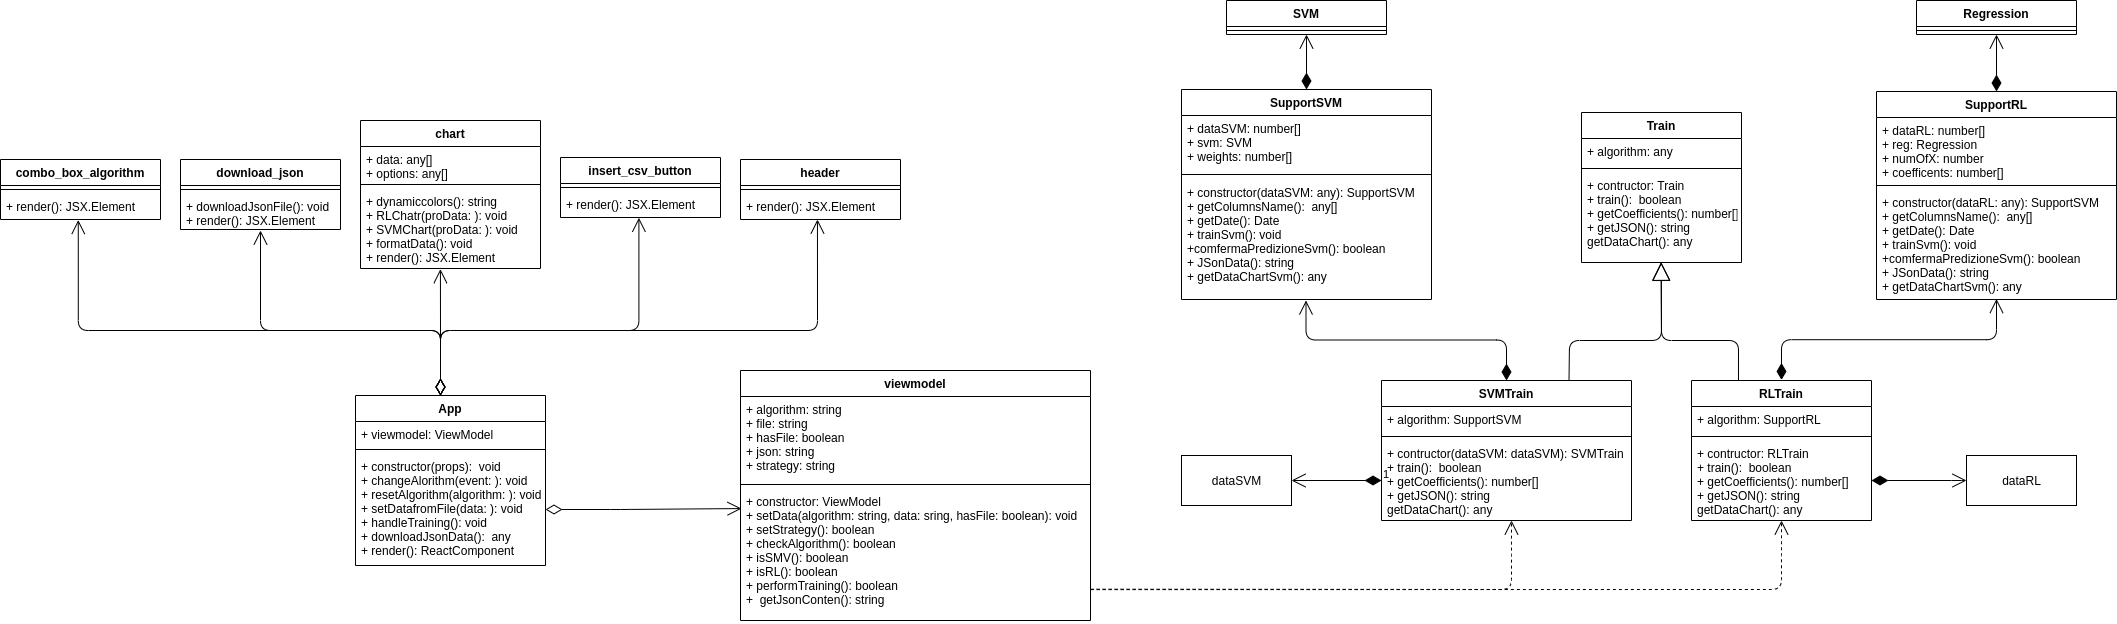 combo_box_algorithm
+ render(): JSX.Element
download_json
+ downloadJsonFile(): void
+ render(): JSX.Element
chart
+ data: any[]
+ options: any[]
+ dynamiccolors(): string
+ RLChatr(proData: ): void
+ SVMChart(proData: ): void
+ formatData(): void
+ render(): JSX.Element
insert_csv_button
+ render(): JSX.Element
header
+ render(): JSX.Element
App
+ viewmodel: ViewModel
+ constructor(props):  void
+ changeAlorithm(event: ): void
+ resetAlgorithm(algorithm: ): void
+ setDatafromFile(data: ): void
+ handleTraining(): void
+ downloadJsonData():  any
+ render(): ReactComponent
viewmodel
+ algorithm: string
+ file: string
+ hasFile: boolean
+ json: string
+ strategy: string
+ constructor: ViewModel
+ setData(algorithm: string, data: sring, hasFile: boolean): void
+ setStrategy(): boolean
+ checkAlgorithm(): boolean
+ isSMV(): boolean
+ isRL(): boolean
+ performTraining(): boolean
+  getJsonConten(): string
SVM
SupportSVM
+ dataSVM: number[]
+ svm: SVM
+ weights: number[]
+ constructor(dataSVM: any): SupportSVM
+ getColumnsName():  any[]
+ getDate(): Date
+ trainSvm(): void
+comfermaPredizioneSvm(): boolean
+ JSonData(): string
+ getDataChartSvm(): any
Train
+ algorithm: any
+ contructor: Train
+ train():  boolean
+ getCoefficients(): number[]
+ getJSON(): string
getDataChart(): any
Regression
SupportRL
+ dataRL: number[]
+ reg: Regression
+ numOfX: number
+ coefficents: number[]
+ constructor(dataRL: any): SupportSVM
+ getColumnsName():  any[]
+ getDate(): Date
+ trainSvm(): void
+comfermaPredizioneSvm(): boolean
+ JSonData(): string
+ getDataChartSvm(): any
dataSVM
1
SVMTrain
+ algorithm: SupportSVM
+ contructor(dataSVM: dataSVM): SVMTrain
+ train():  boolean
+ getCoefficients(): number[]
+ getJSON(): string
getDataChart(): any
RLTrain
+ algorithm: SupportRL
+ contructor: RLTrain
+ train():  boolean
+ getCoefficients(): number[]
+ getJSON(): string
getDataChart(): any
dataRL